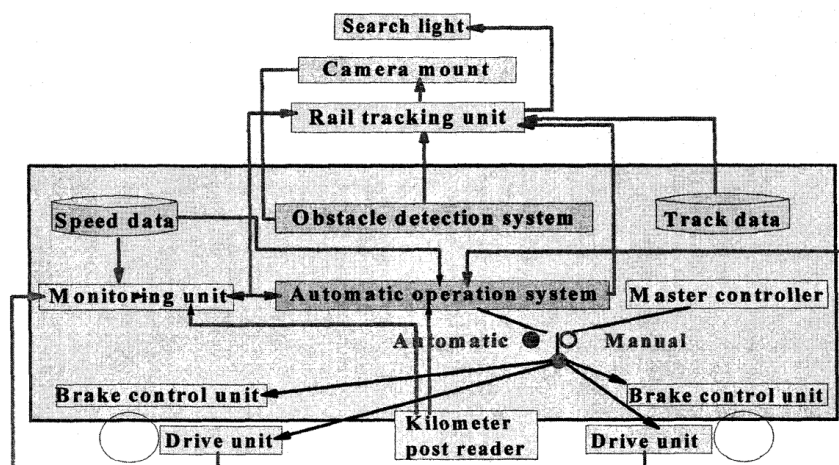 Search light
Camera mount
Rail tracking unit
Speed data
Obstacle detection system
Track data
Monitoring unit
Automatic operation system
Master controller
Automatic
Manual
Brake control unit
Brake control unit
Drive unit
Kilometer
post reader
Drive unit